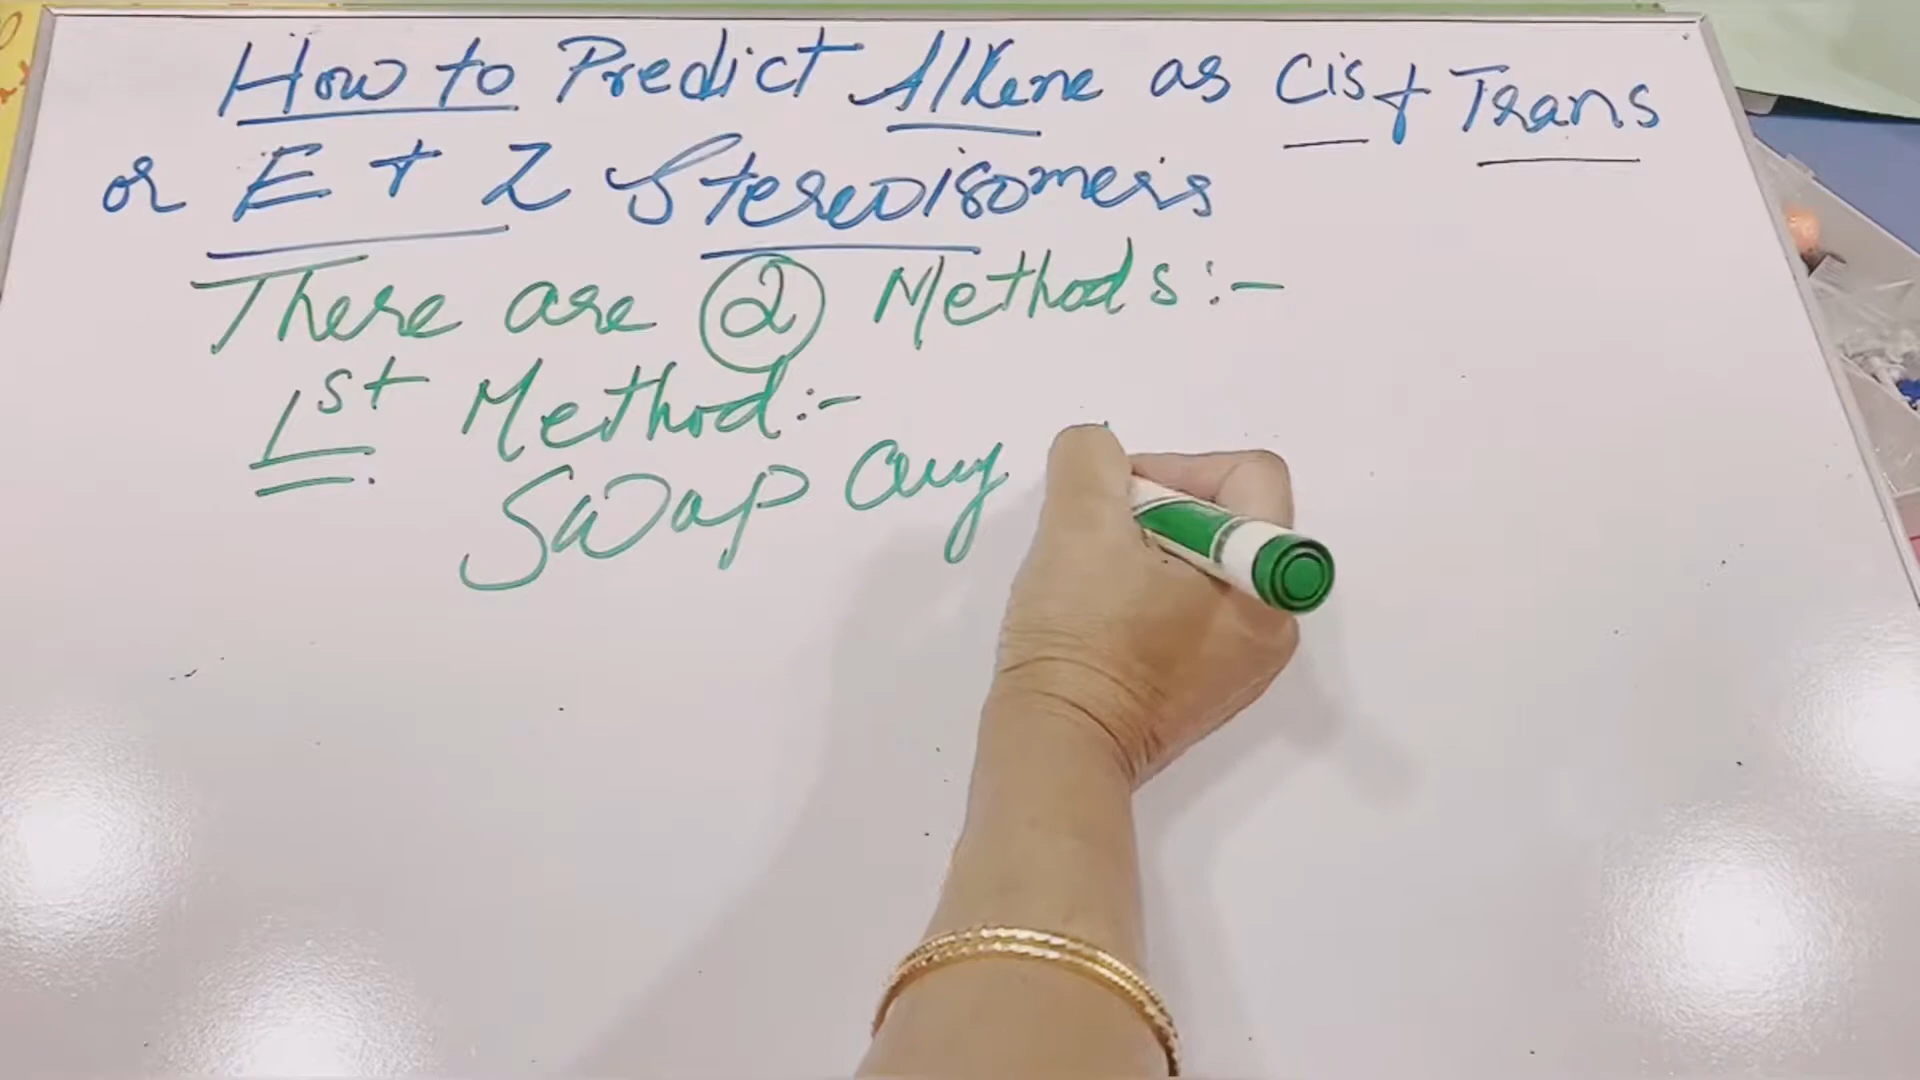 How to Predict Alkene as Cis + Trans
or E + Z Stereoisomers
There are 2 Methods:-
1st Method:-
Swap any